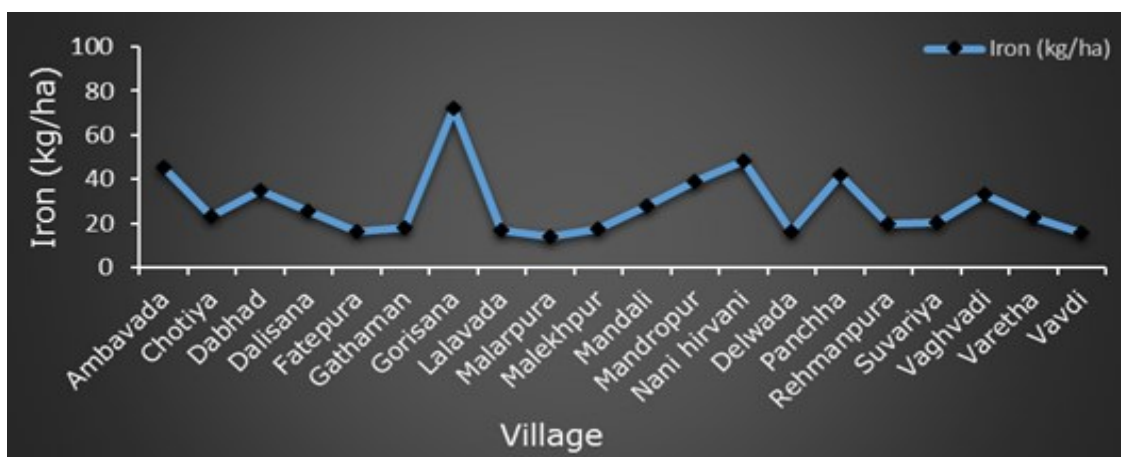 Iron (kg/ha)
100
80
60
40
20
0
Iron (kg/ha)
Ambavada
Chotiya
Dabhad
Dalisana
Fatepura
Gathaman
Gorisana
Lalavada
Malarpura
Malekhpur
Mandali
Mandropur
Nani hirvani
Delwada
Panchha
Rehmanpura
Suvariya
Vaghvadi
Varetha
Vavdi
Village